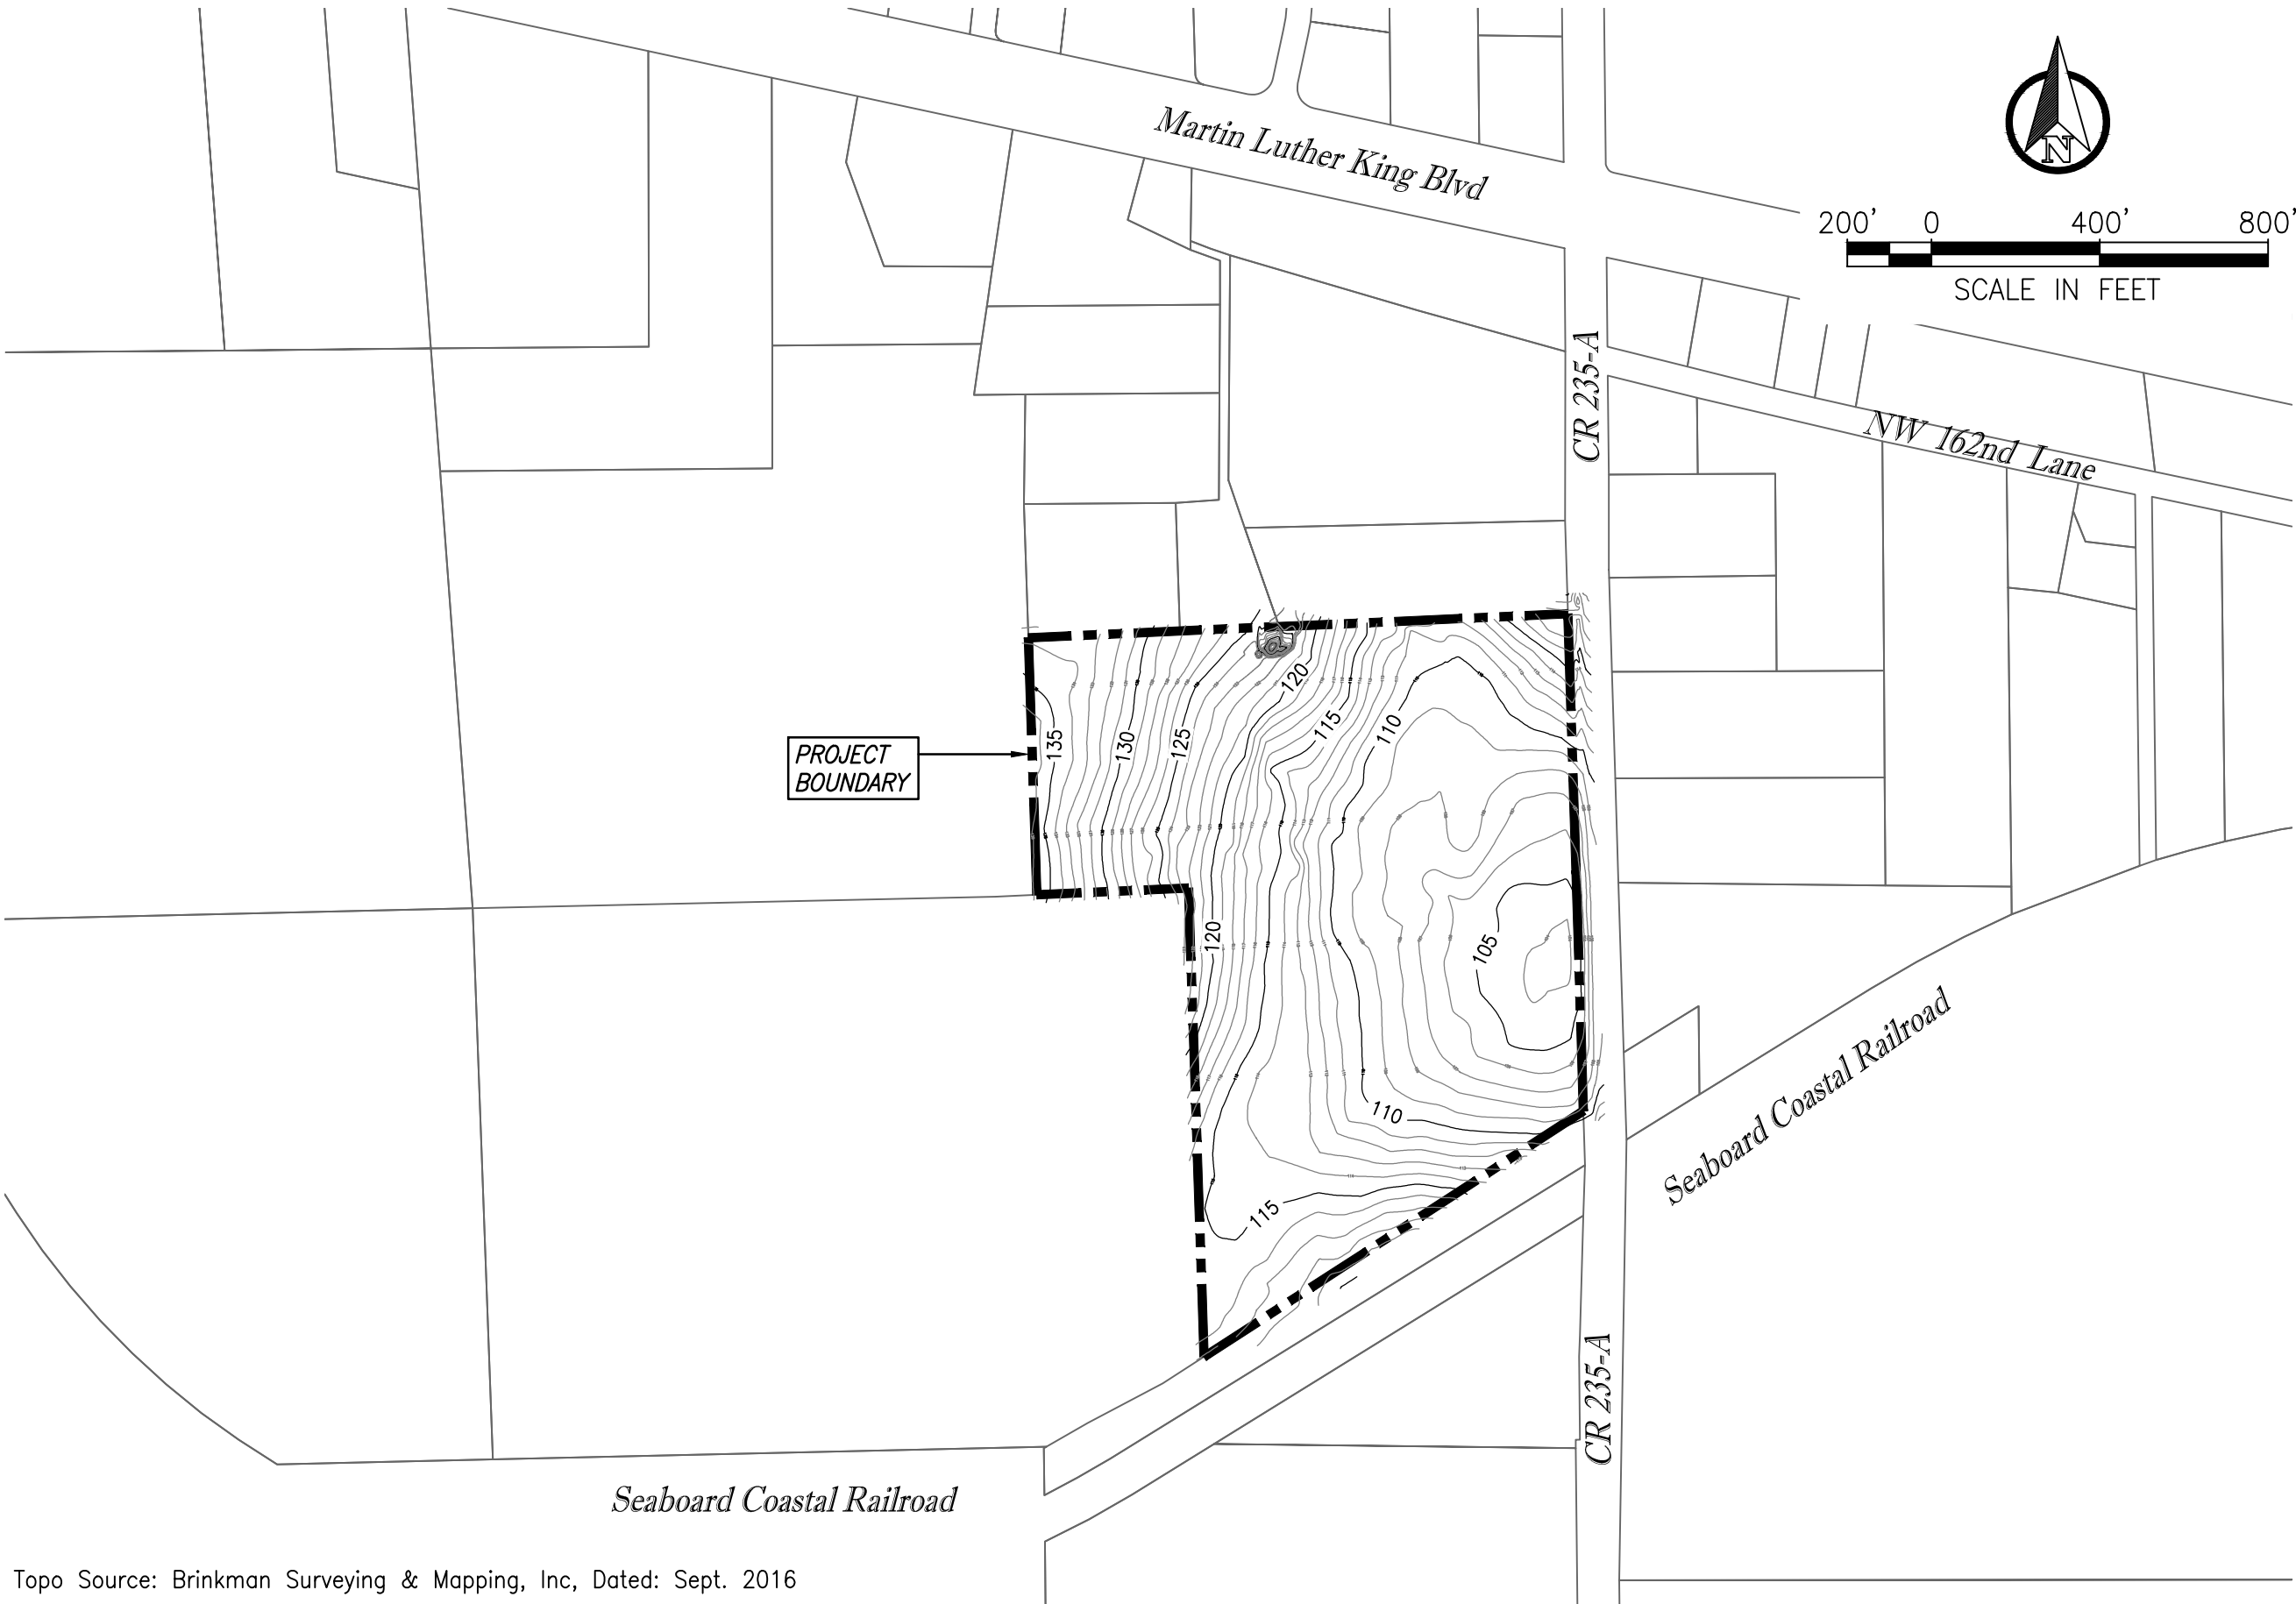 Martin Luther King Blvd
N
200' 0 400' 800'
SCALE IN FEET
CR 235-A
NW 162nd Lane
PROJECT
BOUNDARY
135
130
125
120
115
110
120
105
110
115
Seaboard Coastal Railroad
CR 235-A
Seaboard Coastal Railroad
Topo Source: Brinkman Surveying & Mapping, Inc, Dated: Sept. 2016